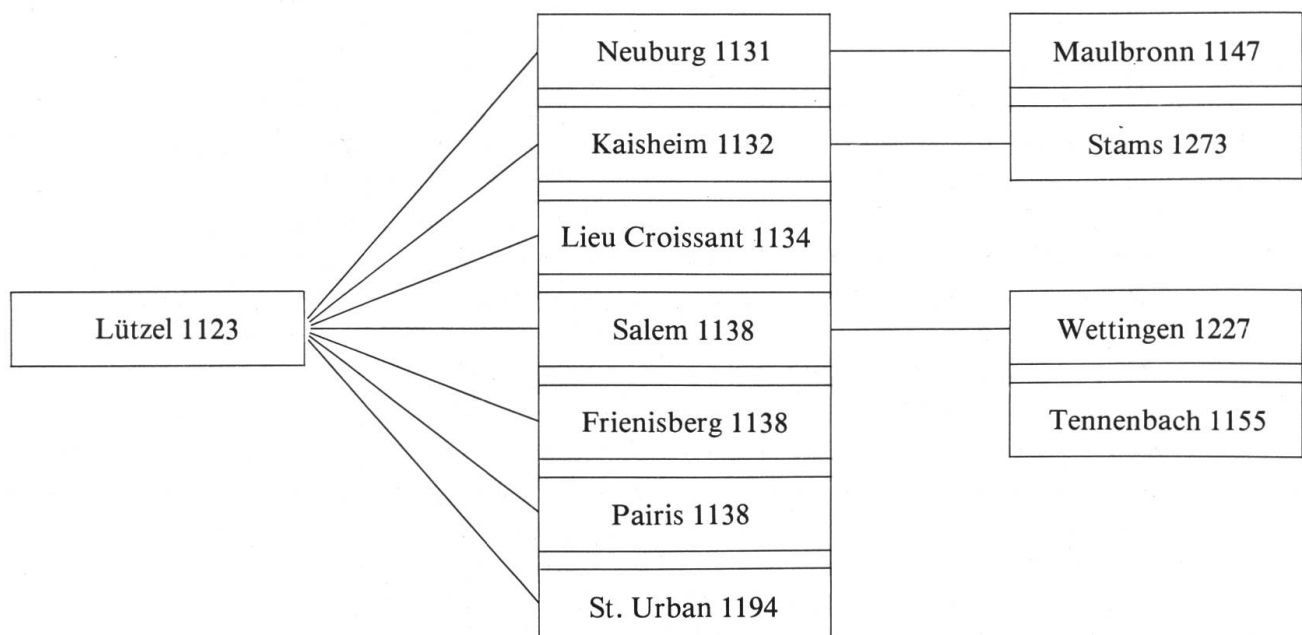 Neuburg 1131
Maulbronn 1147
Kaisheim 1132
Stams 1273
Lieu Croissant 1134
Lützel 1123
Salem 1138
Wettingen 1227
Frienisberg 1138
Tennenbach 1155
Pairis 1138
St. Urban 1194